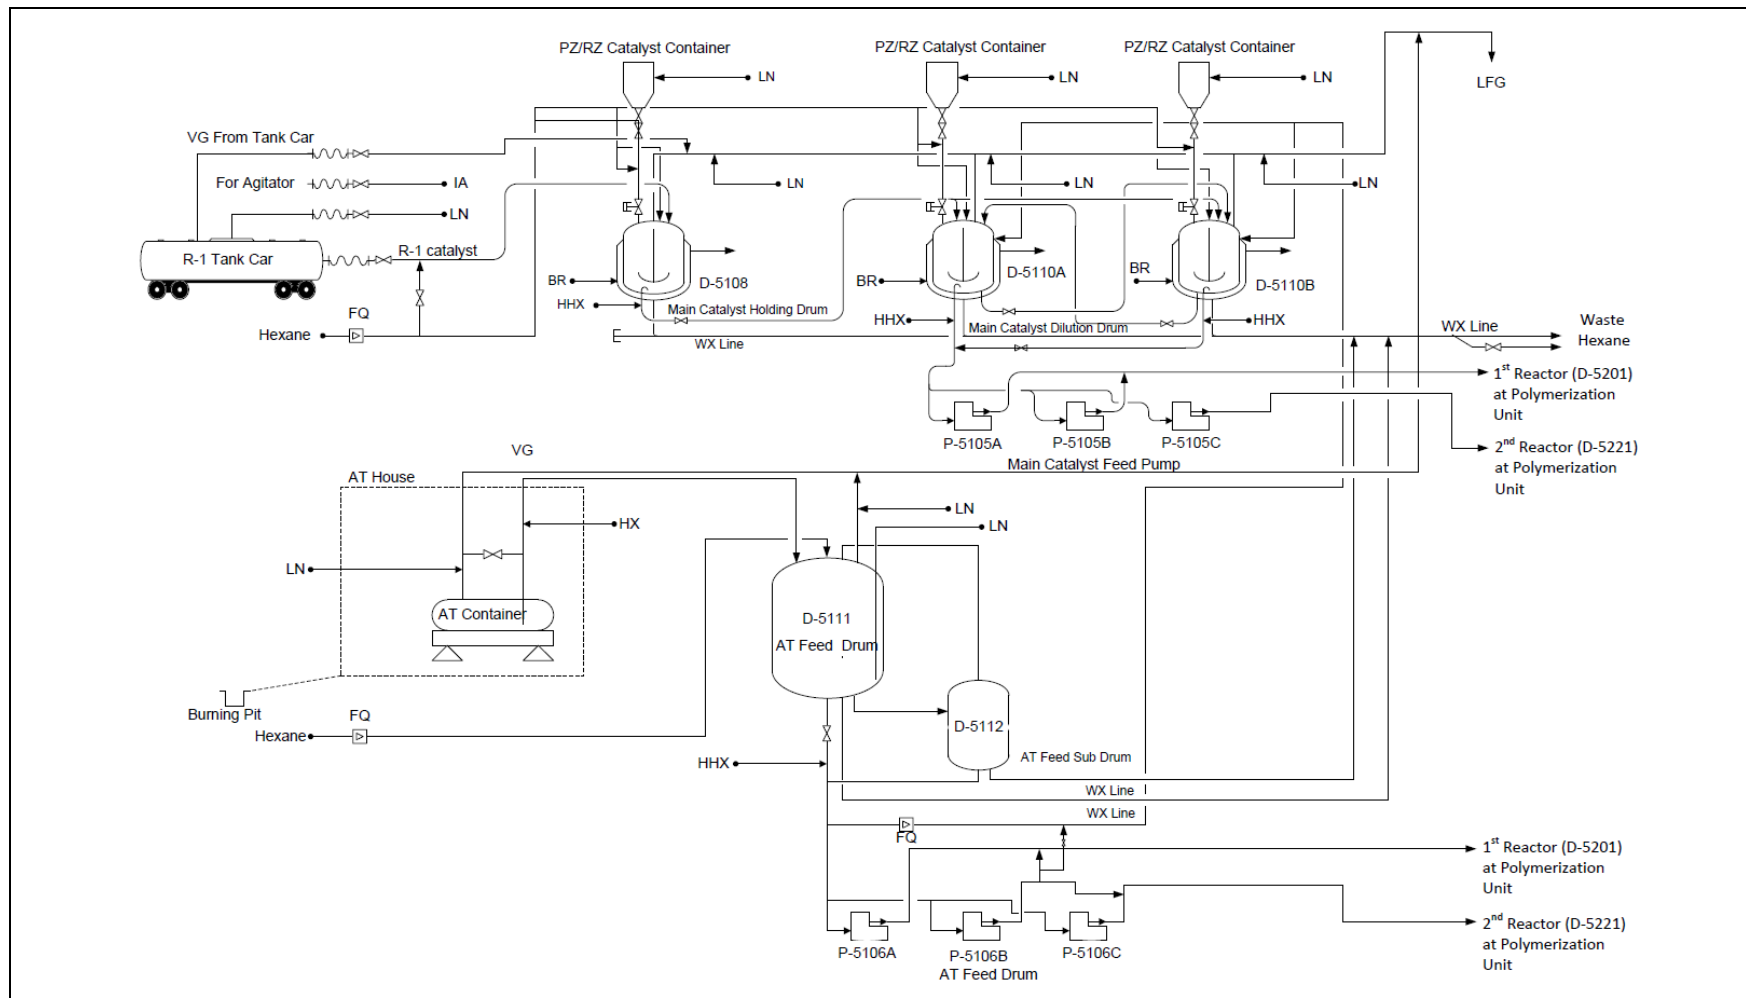 PZ/RZ Catalyst Container
PZ/RZ Catalyst Container
PZ/RZ Catalyst Container
LN
LN
LN
LFG
VG From Tank Car
For Agitator
IA
LN
LN
LN
LN
R-1 Tank Car
R-1 catalyst
BR
D-5108
BR
D-5110A
BR
D-5110B
HHX
Main Catalyst Holding Drum
HHX
Main Catalyst Dilution Drum
HHX
FQ
Hexane
WX Line
WX Line
Waste
Hexane
1st Reactor (D-5201)
at Polymerization
Unit
P-5105A
P-5105B
P-5105C
Main Catalyst Feed Pump
2nd Reactor (D-5221)
at Polymerization
Unit
VG
AT House
HX
LN
LN
LN
AT Container
D-5111
AT Feed Drum
Burning Pit
FQ
Hexane
D-5112
HHX
AT Feed Sub Drum
WX Line
WX Line
FQ
1st Reactor (D-5201)
at Polymerization
Unit
P-5106A
P-5106B
P-5106C
AT Feed Drum
2nd Reactor (D-5221)
at Polymerization
Unit